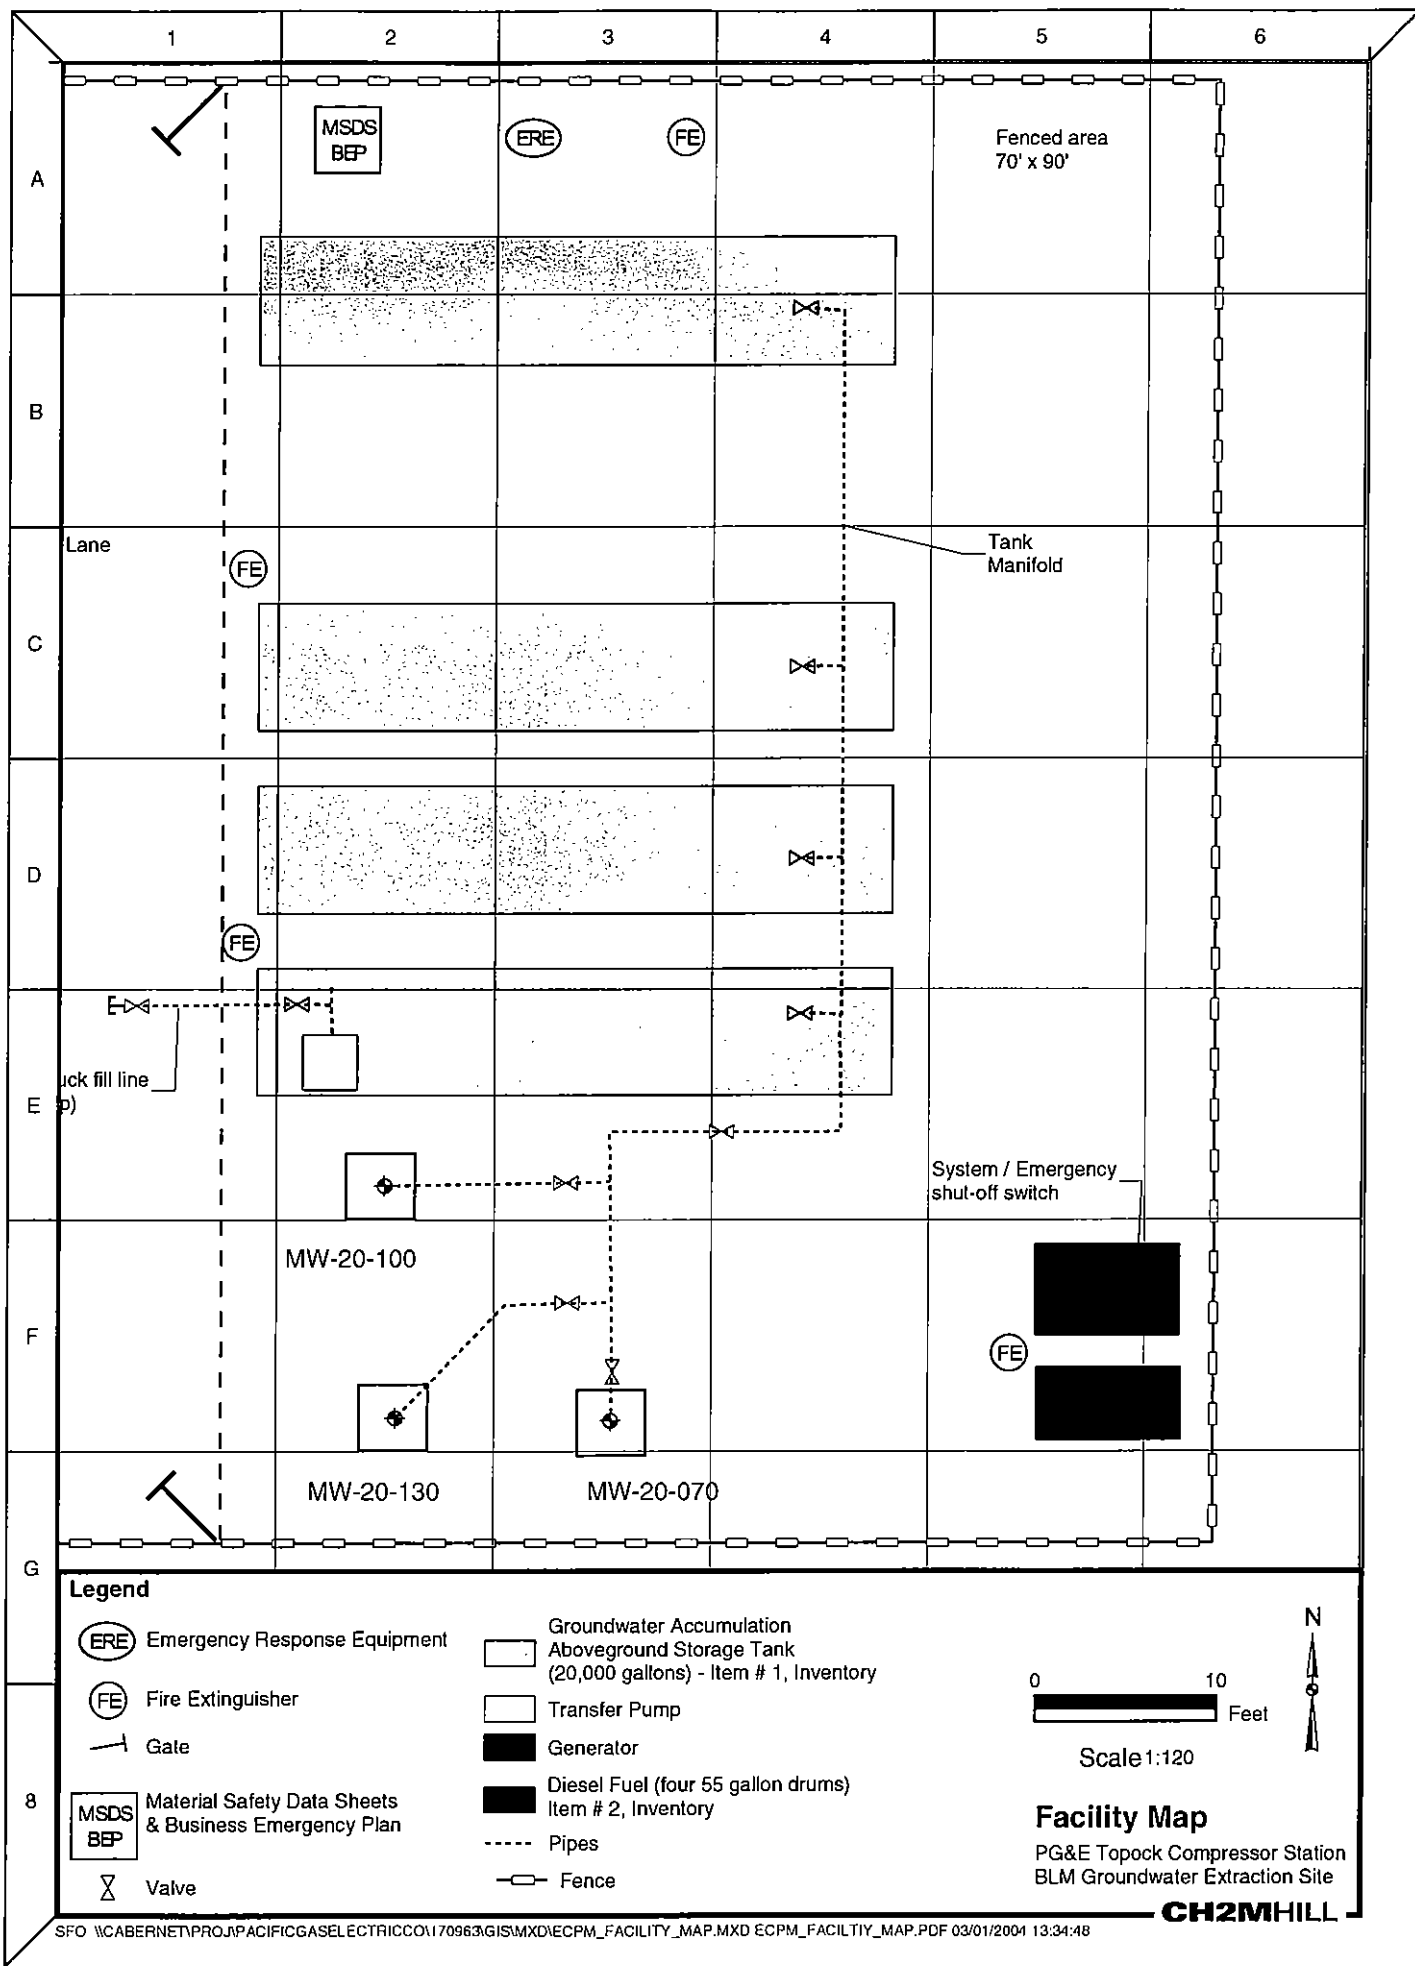 1 2 3 4 5 6
MSDS
BEP
ERE
FE
Fenced area
70' x 90'
A
B
Lane
FE
Tank
Manifold
C
D
FE
uck fill line
p)
E
System / Emergency
shut-off switch
MW-20-100
F
FE
MW-20-130
MW-20-070
G
Legend
ERE Emergency Response Equipment
FE Fire Extinguisher
Gate
MSDS
BEP
Material Safety Data Sheets
& Business Emergency Plan
Valve
Groundwater Accumulation
Aboveground Storage Tank
(20,000 gallons) - Item # 1, Inventory
Transfer Pump
Generator
Diesel Fuel (four 55 gallon drums)
Item # 2, Inventory
Pipes
Fence
0 10
Feet
Scale 1:120
N
8
Facility Map
PG&E Topock Compressor Station
BLM Groundwater Extraction Site
CH2MHILL
SFO \\CABERNET\PROJ\PACIFICGASELECTRICCO\170963\GIS\MXD\ECPM_FACILITY_MAP.MXD ECPM_FACILTIY_MAP.PDF 03/01/2004 13:34:48